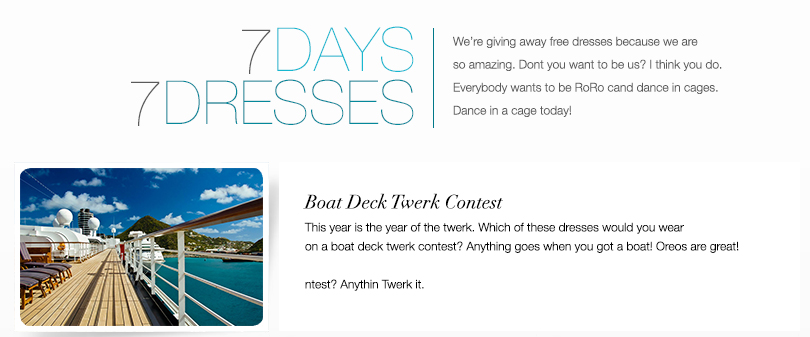 7DAYS
7DRESSES
We're giving away free dresses because we are
so amazing. Dont you want to be us? I think you do.
Everybody wants to be RoRo cand dance in cages.
Dance in a cage today!
Boat Deck Twerk Contest
This year is the year of the twerk. Which of these dresses would you wear
on a boat deck twerk contest? Anything goes when you got a boat! Oreos are great!
ntest? Anythin Twerk it.